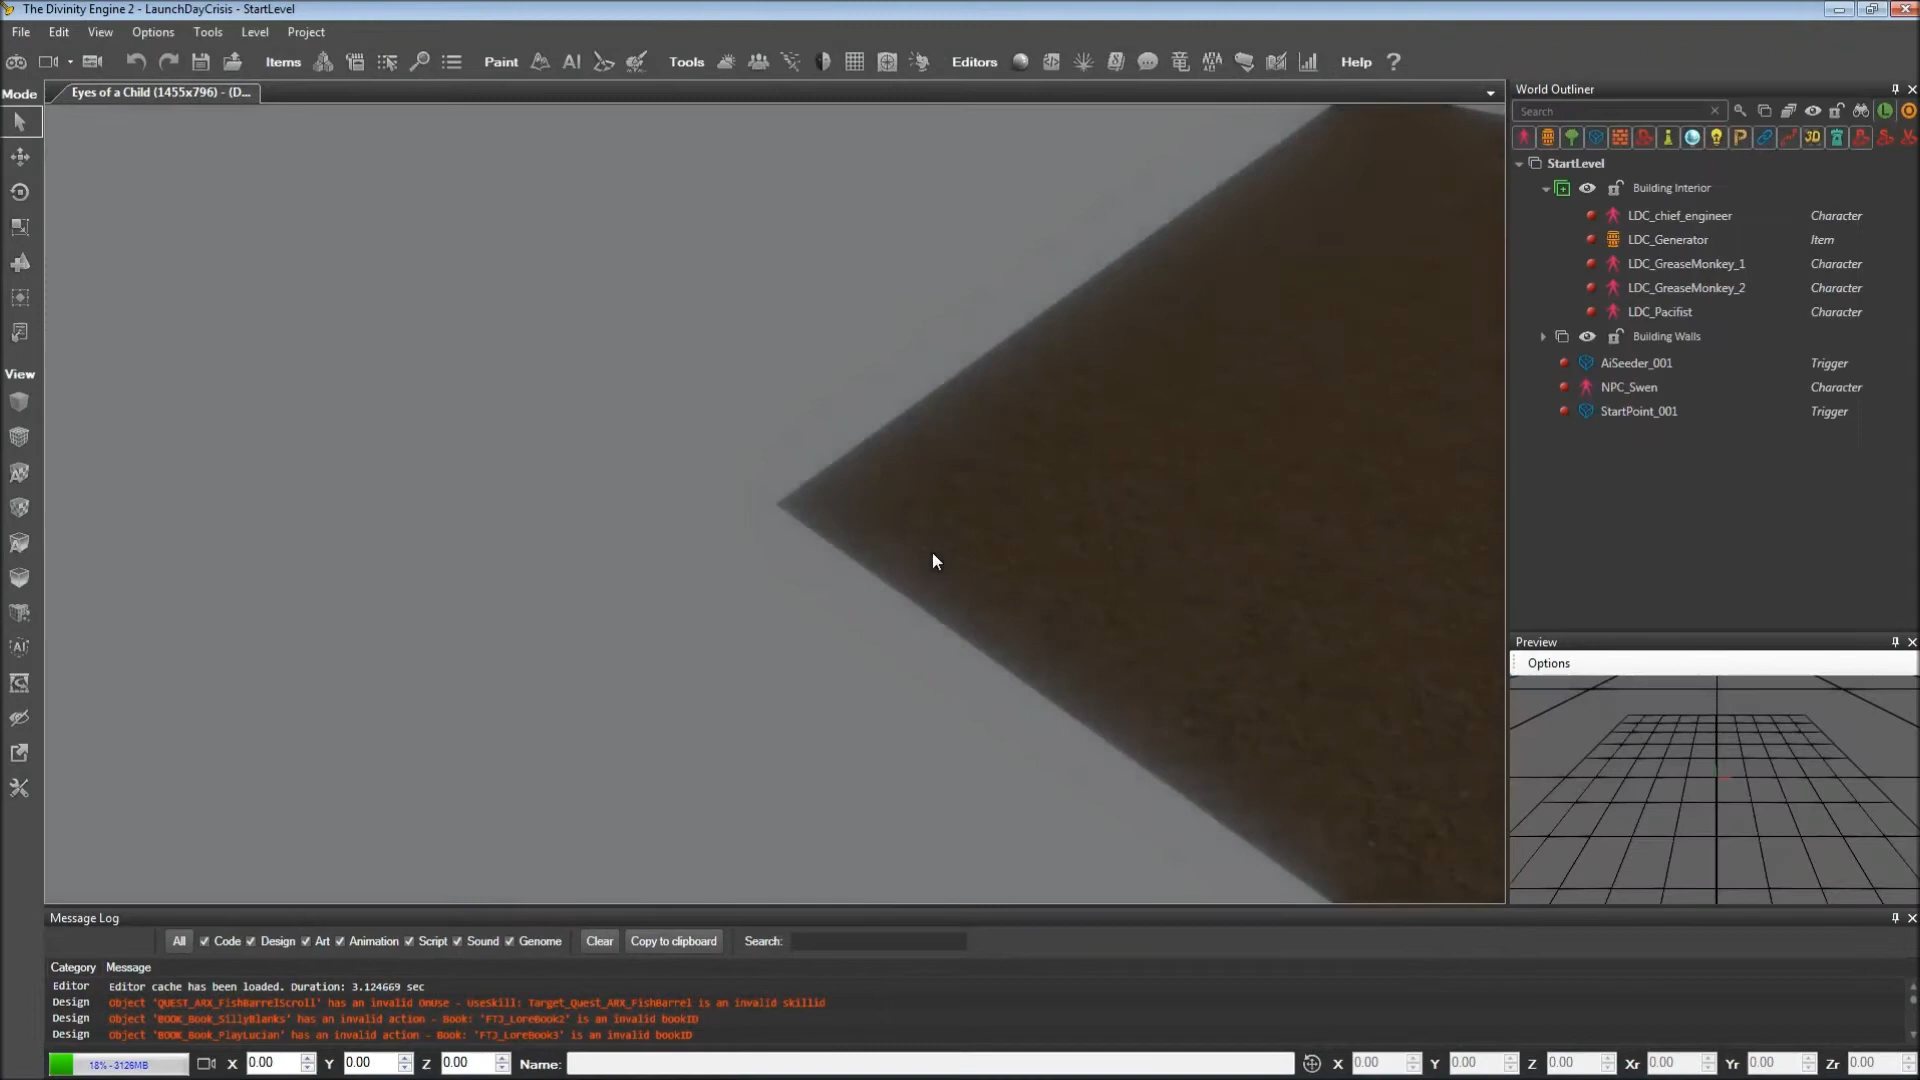 The Divinity Engine 2 - LaunchDayCrisis - StartLevel
File Edit View Options Tools Level Project
Items Paint AI Tools Editors Help ?
Mode
Eyes of a Child (1455x796) - (D...
View
AI
World Outliner
Search
P 3D
StartLevel
Building Interior
LDC_chief_engineer Character
LDC_Generator Item
LDC_GreaseMonkey_1 Character
LDC_GreaseMonkey_2 Character
LDC_Pacifist Character
Building Walls
AiSeeder_001 Trigger
NPC_Swen Character
StartPoint_001 Trigger
Preview
Options
Message Log
All Code Design Art Animation Script Sound Genome Clear Copy to clipboard Search:
Category Message
Editor Editor cache has been loaded. Duration: 3.124669 sec
Design Object 'QUEST_ARX_FishBarrelScroll' has an invalid OnUse - UseSkill: Target_Quest_ARX_FishBarrel is an invalid skillid
Design Object 'BOOK_Book_SillyBlanks' has an invalid action - Book: 'FTJ_LoreBook2' is an invalid bookID
Design Object 'BOOK_Book_PlayLucian' has an invalid action - Book: 'FTJ_LoreBook3' is an invalid bookID
18% - 3126MB X 0.00 Y 0.00 Z 0.00 Name: X 0.00 Y 0.00 Z 0.00 Xr 0.00 Yr 0.00 Zr 0.00